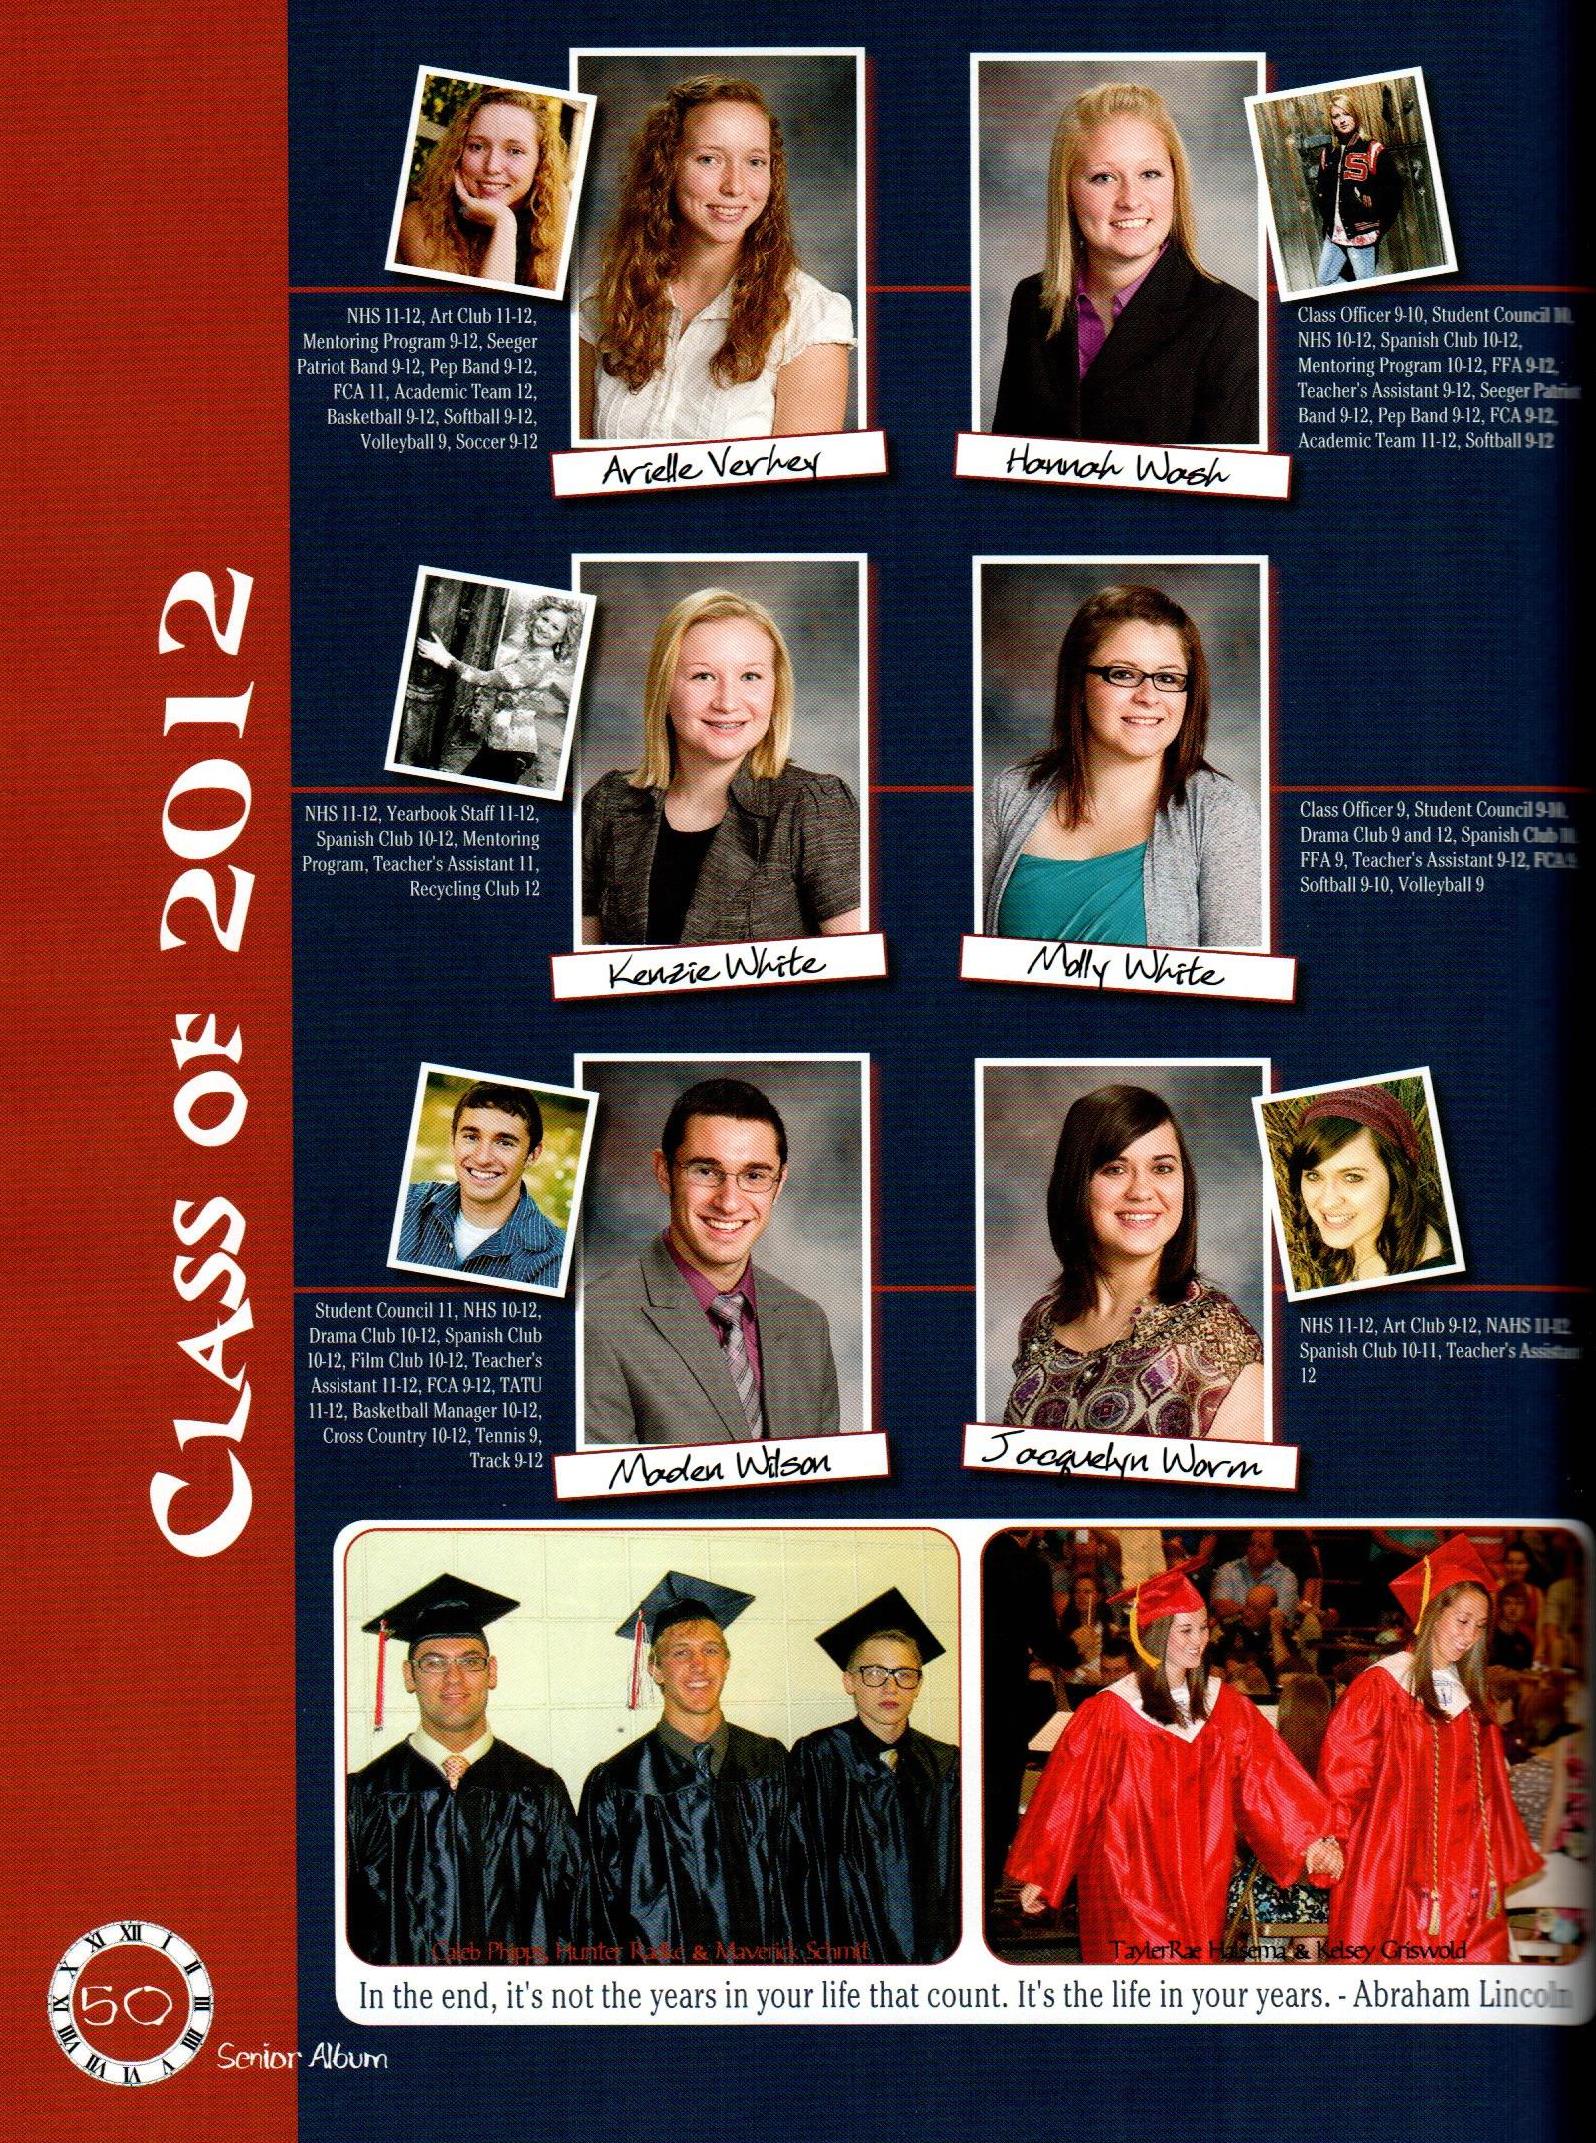 CLASS OF 2012
NHS 11-12, Art Club 11-12,
Mentoring Program 9-12, Seeger
Patriot Band 9-12, Pep Band 9-12,
FCA 11, Academic Team 12,
Basketball 9-12, Softball 9-12,
Volleyball 9, Soccer 9-12
Arielle Verhey
S
Hannah Wash
Class Officer 9-10, Student Council 10,
NHS 10-12, Spanish Club 10-12,
Mentoring Program 10-12, FFA 9-12,
Teacher's Assistant 9-12, Seeger Patriot
Band 9-12, Pep Band 9-12, FCA 9-12,
Academic Team 11-12, Softball 9-12
NHS 11-12, Yearbook Staff 11-12,
Spanish Club 10-12, Mentoring
Program, Teacher's Assistant 11,
Recycling Club 12
Kenzie White
Molly White
Class Officer 9, Student Council 9-10,
Drama Club 9 and 12, Spanish Club
FFA 9, Teacher's Assistant 9-12, FCA
Softball 9-10, Volleyball 9
Student Council 11, NHS 10-12,
Drama Club 10-12, Spanish Club
10-12, Film Club 10-12, Teacher's
Assistant 11-12, FCA 9-12, TATU
11-12, Basketball Manager 10-12,
Cross Country 10-12, Tennis 9,
Track 9-12
Maden Wilson
Jacquelyn Worm
NHS 11-12, Art Club 9-12, NAHS 11-12
Spanish Club 10-11, Teacher's Assistant
12
Caleb Phipps, Hunter Radke & Maverick Schmitt
TaylerRae Halsema & Kelsey Griswold
In the end, it's not the years in your life that count. It's the life in your years. - Abraham Lincoln
XII I II III IIII V VI VII VIII XI X XI
50
Senior Album